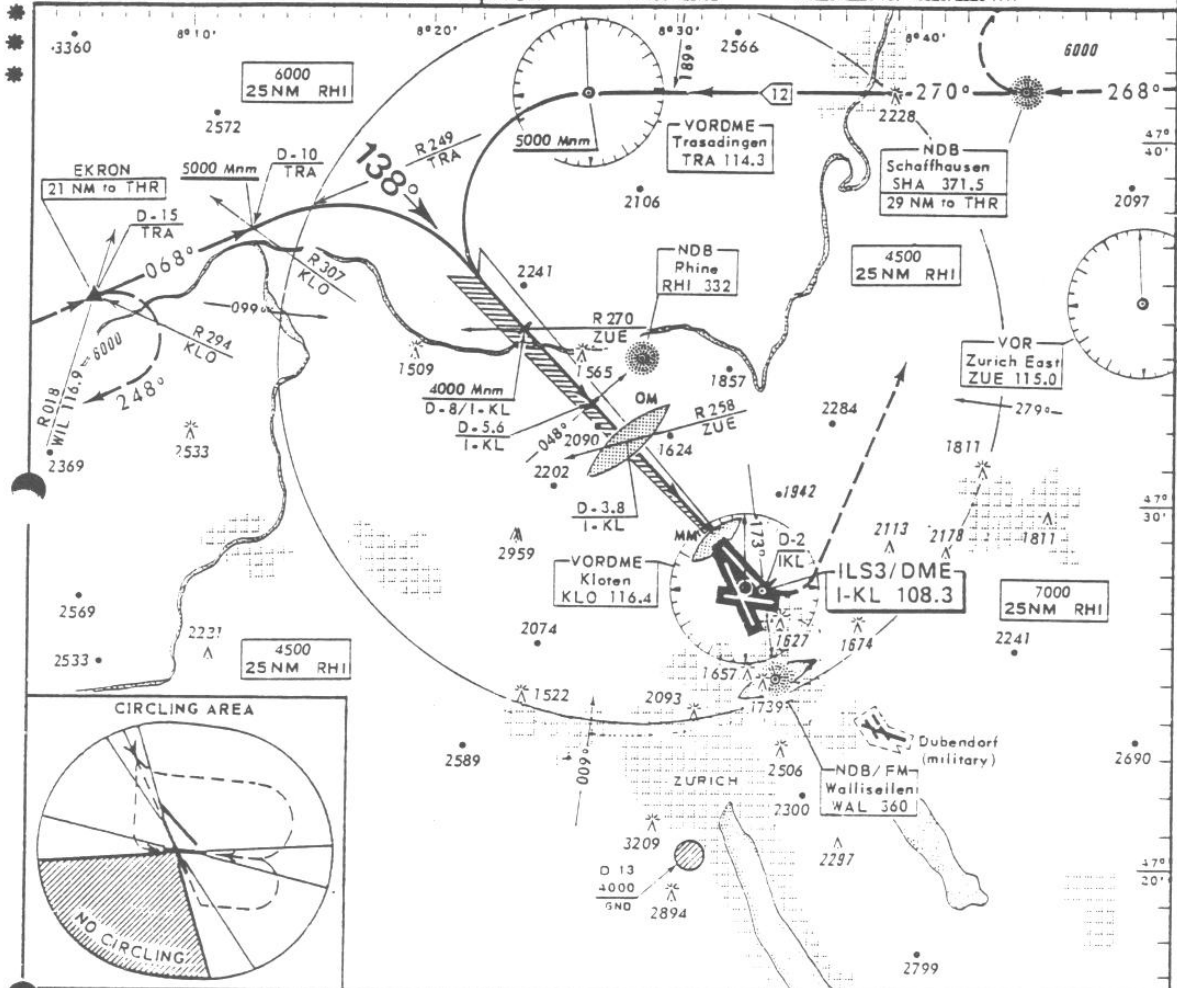 3360
8°10'
8°20'
8°30'
2566
8°40'
6000
6000
25NM RHI
189°
12
270°
268°
2572
2228
5000 Mnm
VORDME
Trasadingen
TRA 114.3
47°
40'
R 249
TRA
138°
NDB
Schaffhausen
SHA 371.5
29 NM to THR
D-10
TRA
5000 Mnm
EKRON
21 NM to THR
D-15
TRA
2106
2097
068°
R 307
KLO
NDB
Rhine
RHI 332
4500
25NM RHI
2241
099°
R 270
ZUE
R 294
KLO
VOR
Zurich East
ZUE 115.0
6000
248°
R 018
WIL 116.9
1509
1565
1857
4000 Mnm
D-8/I-KL
OM
279°
D-5.6
I-KL
R 258
ZUE
2284
048°
2090
1624
2533
2369
2202
1811
1942
47°
30'
D-3.8
I-KL
173°
2113
2178
1811
MM
D-2
IKL
2959
VORDME
Kloten
KLO 116.4
ILS3/DME
I-KL 108.3
7000
25NM RHI
2569
2231
2074
1627
1674
2241
2533
4500
25NM RHI
1657
1522
2093
1739
CIRCLING AREA
009°
2589
Dubendorf
(military)
2690
2506
NDB/FM
Wallisellen
WAL 360
ZURICH
2300
3209
2297
D 13
4000
GND
47°
20'
2894
NO CIRCLING
2799